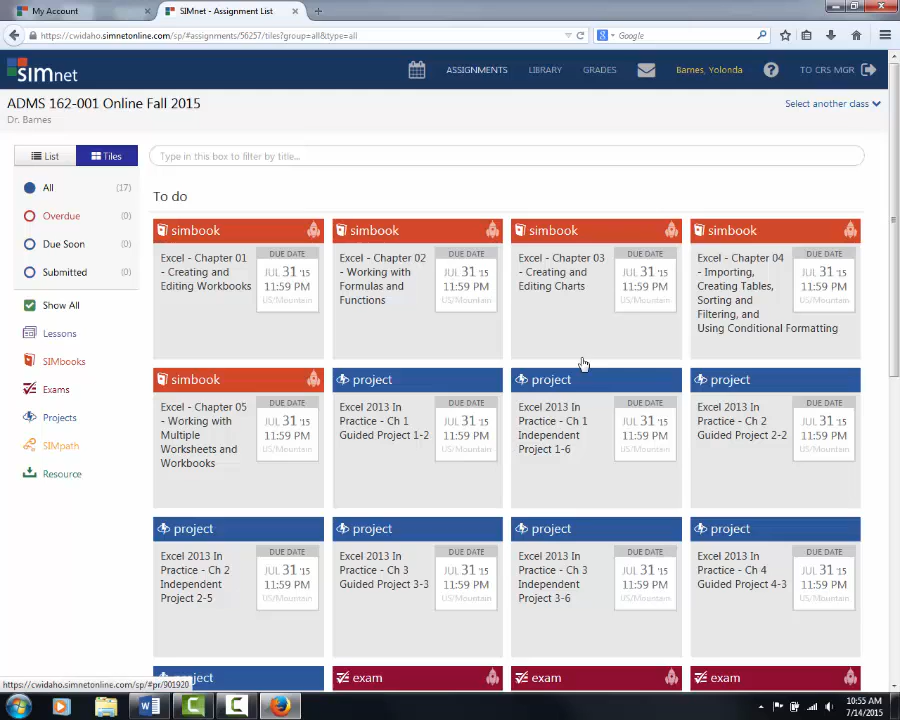 My Account
SIMnet - Assignment List
https://cwidaho.simnetonline.com/sp/#assignments/56257/tiles?group=all&type=all
Google
simnet
ASSIGNMENTS
LIBRARY
GRADES
Barnes, Yolonda
TO CRS MGR
ADMS 162-001 Online Fall 2015
Dr. Barnes
Select another class
List
Tiles
Type in this box to filter by title...
All (17)
Overdue (0)
Due Soon (0)
Submitted (0)
Show All
Lessons
SIMbooks
Exams
Projects
SIMpath
Resource
To do
simbook
Excel - Chapter 01
- Creating and
Editing Workbooks
DUE DATE
JUL 31 '15
11:59 PM
US/Mountain
simbook
Excel - Chapter 02
- Working with
Formulas and
Functions
DUE DATE
JUL 31 '15
11:59 PM
US/Mountain
simbook
Excel - Chapter 03
- Creating and
Editing Charts
DUE DATE
JUL 31 '15
11:59 PM
US/Mountain
simbook
Excel - Chapter 04
- Importing,
Creating Tables,
Sorting and
Filtering, and
Using Conditional Formatting
DUE DATE
JUL 31 '15
11:59 PM
US/Mountain
simbook
Excel - Chapter 05
- Working with
Multiple
Worksheets and
Workbooks
DUE DATE
JUL 31 '15
11:59 PM
US/Mountain
project
Excel 2013 In
Practice - Ch 1
Guided Project 1-2
DUE DATE
JUL 31 '15
11:59 PM
US/Mountain
project
Excel 2013 In
Practice - Ch 1
Independent
Project 1-6
DUE DATE
JUL 31 '15
11:59 PM
US/Mountain
project
Excel 2013 In
Practice - Ch 2
Guided Project 2-2
DUE DATE
JUL 31 '15
11:59 PM
US/Mountain
project
Excel 2013 In
Practice - Ch 2
Independent
Project 2-5
DUE DATE
JUL 31 '15
11:59 PM
US/Mountain
project
Excel 2013 In
Practice - Ch 3
Guided Project 3-3
DUE DATE
JUL 31 '15
11:59 PM
US/Mountain
project
Excel 2013 In
Practice - Ch 3
Independent
Project 3-6
DUE DATE
JUL 31 '15
11:59 PM
US/Mountain
project
Excel 2013 In
Practice - Ch 4
Guided Project 4-3
DUE DATE
JUL 31 '15
11:59 PM
US/Mountain
project
exam
exam
exam
https://cwidaho.simnetonline.com/sp/#pr/901920
10:55 AM
7/14/2015